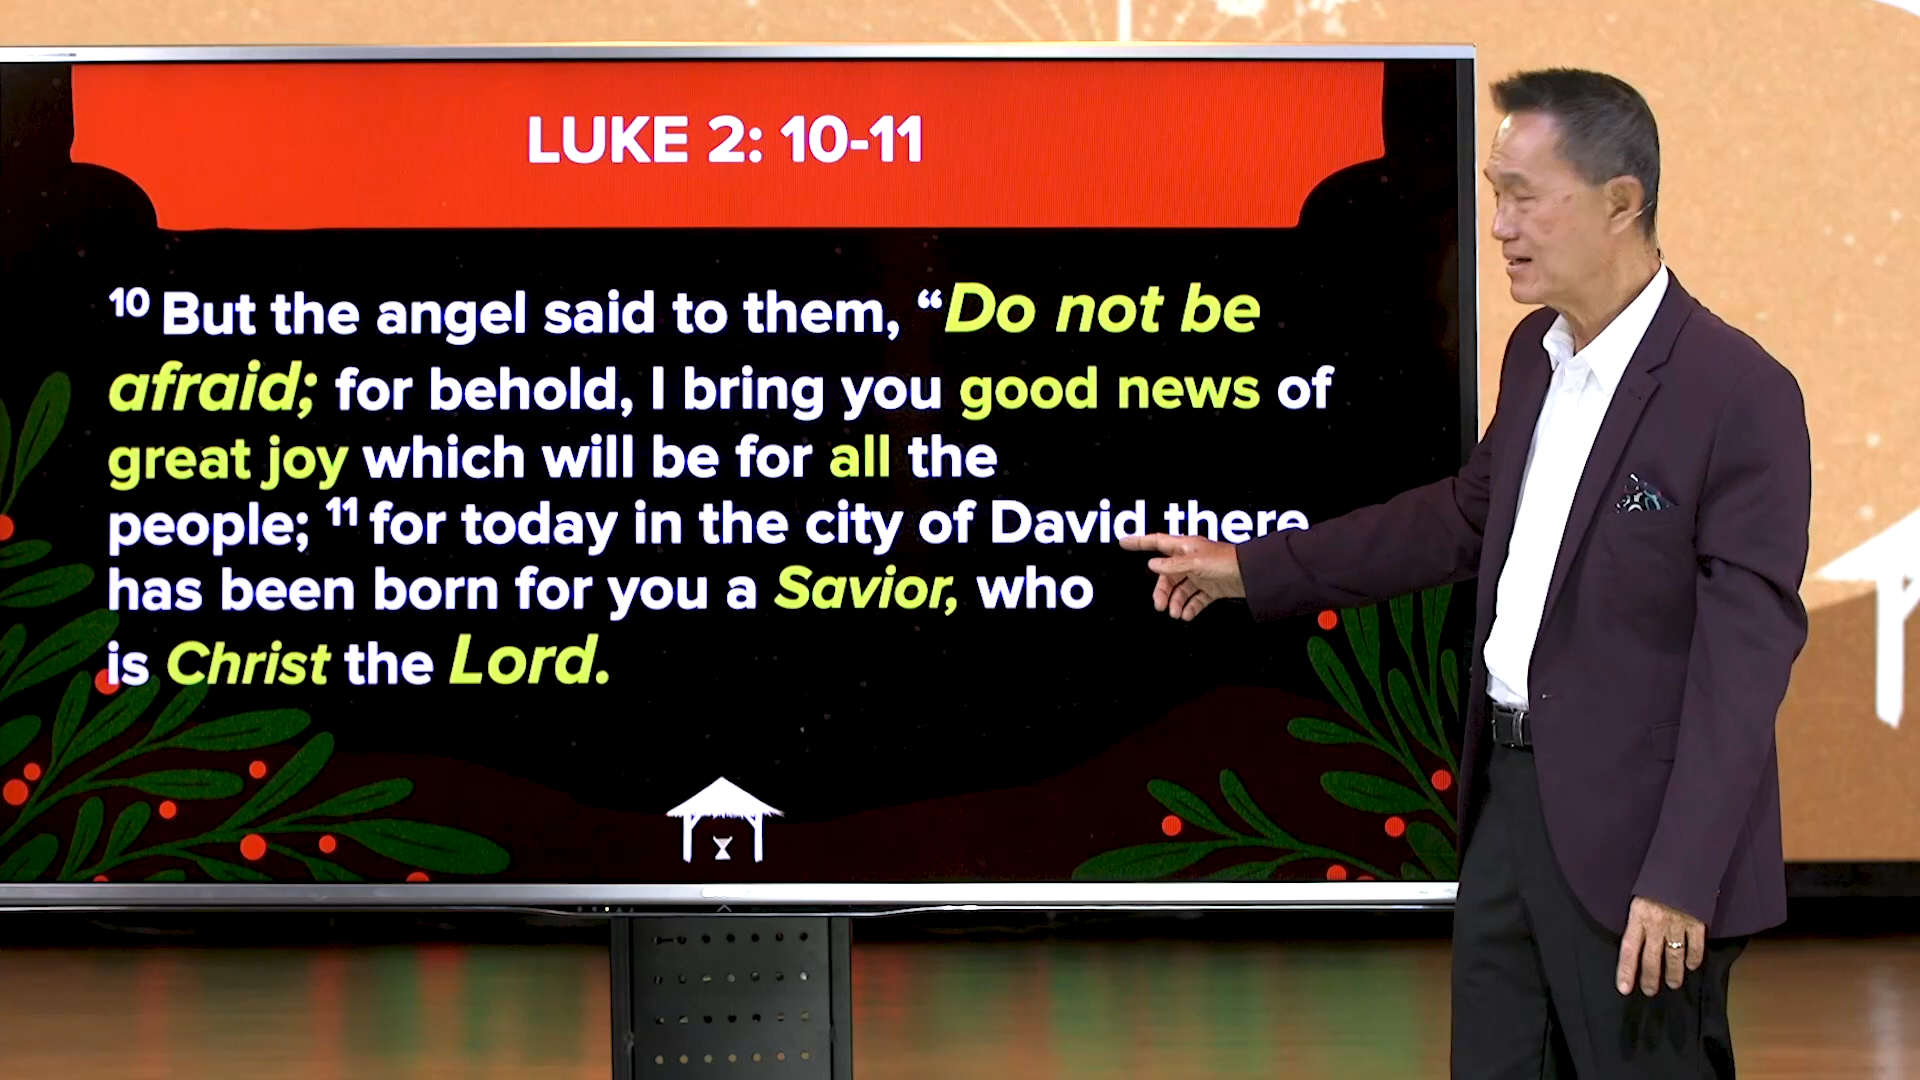 LUKE 2: 10-11
¹⁰ But the angel said to them, “Do not be
afraid; for behold, I bring you good news of
great joy which will be for all the
people; ¹¹ for today in the city of David there
has been born for you a Savior, who
is Christ the Lord.